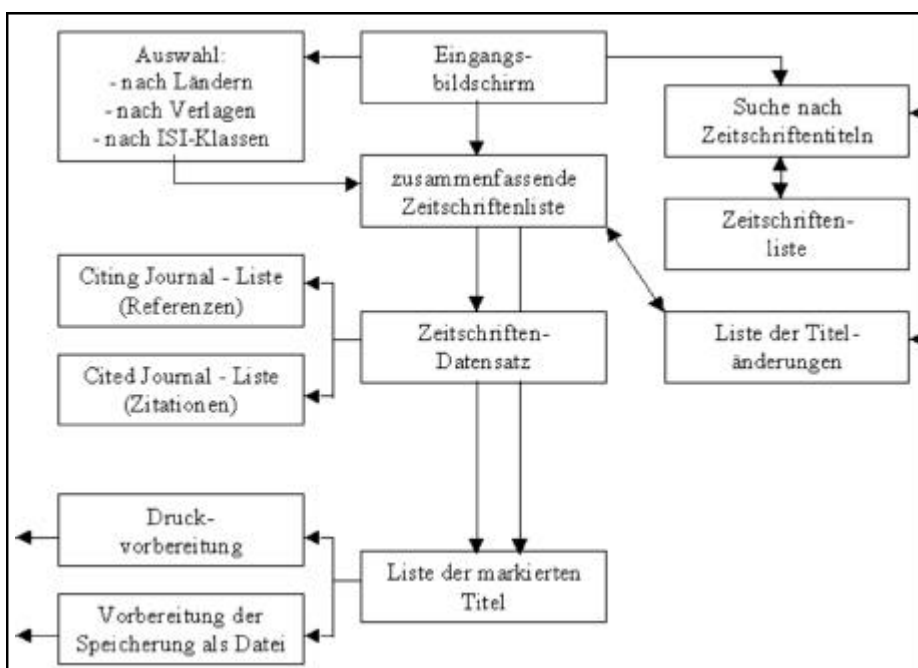 Auswahl:
- nach Ländern
- nach Verlagen
- nach ISI-Klassen
Eingangs-
bildschirm
Suche nach
Zeitschriftentiteln
zusammenfassende
Zeitschriftenliste
Zeitschriften-
liste
Citing Journal - Liste
(Referenzen)
Zeitschriften-
Datensatz
Liste der Titel-
änderungen
Cited Journal - Liste
(Zitationen)
Druck-
vorbereitung
Liste der markierten
Titel
Vorbereitung der
Speicherung als Datei